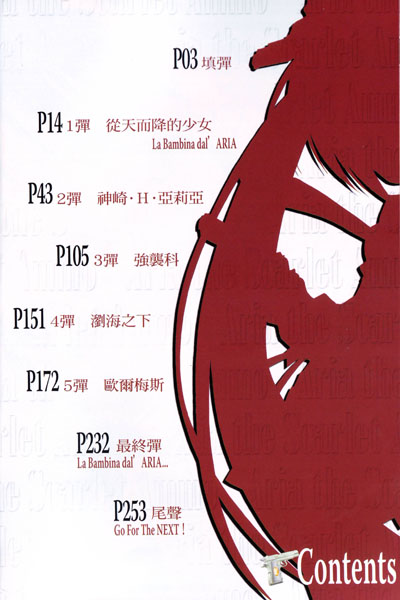 P03 填彈
P14 1彈 從天而降的少女
La Bambina dal' ARIA
P43 2彈 神崎·H·亞莉亞
P105 3彈 強襲科
P151 4彈 瀏海之下
P172 5彈 歐爾梅斯
P232 最終彈
La Bambina dal' ARIA...
P253 尾聲
Go For The NEXT！
Contents